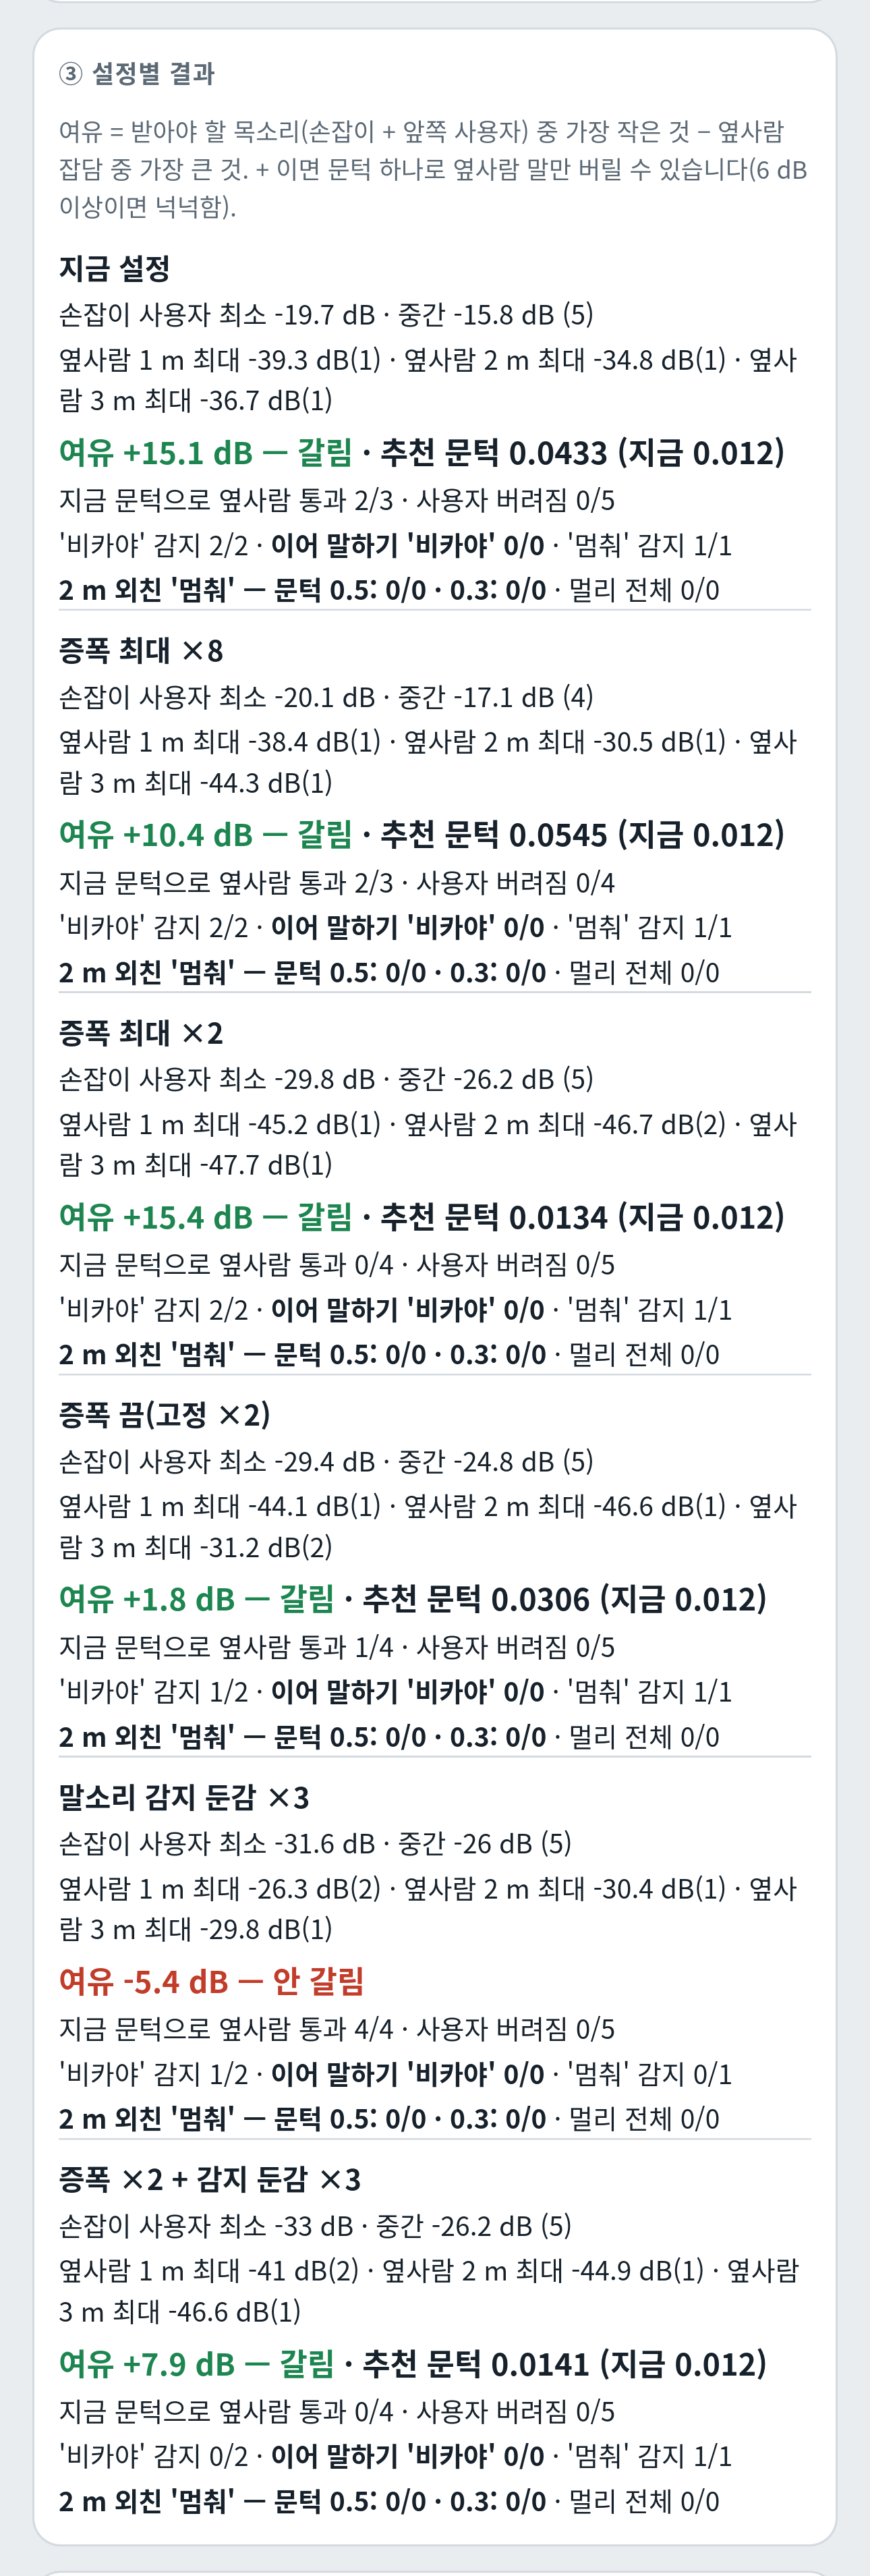 ③ 설정별 결과
여유 = 받아야 할 목소리(손잡이 + 앞쪽 사용자) 중 가장 작은 것 − 옆사람
잡담 중 가장 큰 것. + 이면 문턱 하나로 옆사람 말만 버릴 수 있습니다(6 dB
이상이면 넉넉함).
지금 설정
손잡이 사용자 최소 -19.7 dB · 중간 -15.8 dB (5)
옆사람 1 m 최대 -39.3 dB(1) · 옆사람 2 m 최대 -34.8 dB(1) · 옆사
람 3 m 최대 -36.7 dB(1)
여유 +15.1 dB — 갈림 · 추천 문턱 0.0433 (지금 0.012)
지금 문턱으로 옆사람 통과 2/3 · 사용자 버려짐 0/5
'비카야' 감지 2/2 · 이어 말하기 '비카야' 0/0 · '멈춰' 감지 1/1
2 m 외친 '멈춰' — 문턱 0.5: 0/0 · 0.3: 0/0 · 멀리 전체 0/0
증폭 최대 ×8
손잡이 사용자 최소 -20.1 dB · 중간 -17.1 dB (4)
옆사람 1 m 최대 -38.4 dB(1) · 옆사람 2 m 최대 -30.5 dB(1) · 옆사
람 3 m 최대 -44.3 dB(1)
여유 +10.4 dB — 갈림 · 추천 문턱 0.0545 (지금 0.012)
지금 문턱으로 옆사람 통과 2/3 · 사용자 버려짐 0/4
'비카야' 감지 2/2 · 이어 말하기 '비카야' 0/0 · '멈춰' 감지 1/1
2 m 외친 '멈춰' — 문턱 0.5: 0/0 · 0.3: 0/0 · 멀리 전체 0/0
증폭 최대 ×2
손잡이 사용자 최소 -29.8 dB · 중간 -26.2 dB (5)
옆사람 1 m 최대 -45.2 dB(1) · 옆사람 2 m 최대 -46.7 dB(2) · 옆사
람 3 m 최대 -47.7 dB(1)
여유 +15.4 dB — 갈림 · 추천 문턱 0.0134 (지금 0.012)
지금 문턱으로 옆사람 통과 0/4 · 사용자 버려짐 0/5
'비카야' 감지 2/2 · 이어 말하기 '비카야' 0/0 · '멈춰' 감지 1/1
2 m 외친 '멈춰' — 문턱 0.5: 0/0 · 0.3: 0/0 · 멀리 전체 0/0
증폭 끔(고정 ×2)
손잡이 사용자 최소 -29.4 dB · 중간 -24.8 dB (5)
옆사람 1 m 최대 -44.1 dB(1) · 옆사람 2 m 최대 -46.6 dB(1) · 옆사
람 3 m 최대 -31.2 dB(2)
여유 +1.8 dB — 갈림 · 추천 문턱 0.0306 (지금 0.012)
지금 문턱으로 옆사람 통과 1/4 · 사용자 버려짐 0/5
'비카야' 감지 1/2 · 이어 말하기 '비카야' 0/0 · '멈춰' 감지 1/1
2 m 외친 '멈춰' — 문턱 0.5: 0/0 · 0.3: 0/0 · 멀리 전체 0/0
말소리 감지 둔감 ×3
손잡이 사용자 최소 -31.6 dB · 중간 -26 dB (5)
옆사람 1 m 최대 -26.3 dB(2) · 옆사람 2 m 최대 -30.4 dB(1) · 옆사
람 3 m 최대 -29.8 dB(1)
여유 -5.4 dB — 안 갈림
지금 문턱으로 옆사람 통과 4/4 · 사용자 버려짐 0/5
'비카야' 감지 1/2 · 이어 말하기 '비카야' 0/0 · '멈춰' 감지 0/1
2 m 외친 '멈춰' — 문턱 0.5: 0/0 · 0.3: 0/0 · 멀리 전체 0/0
증폭 ×2 + 감지 둔감 ×3
손잡이 사용자 최소 -33 dB · 중간 -26.2 dB (5)
옆사람 1 m 최대 -41 dB(2) · 옆사람 2 m 최대 -44.9 dB(1) · 옆사람
3 m 최대 -46.6 dB(1)
여유 +7.9 dB — 갈림 · 추천 문턱 0.0141 (지금 0.012)
지금 문턱으로 옆사람 통과 0/4 · 사용자 버려짐 0/5
'비카야' 감지 0/2 · 이어 말하기 '비카야' 0/0 · '멈춰' 감지 1/1
2 m 외친 '멈춰' — 문턱 0.5: 0/0 · 0.3: 0/0 · 멀리 전체 0/0